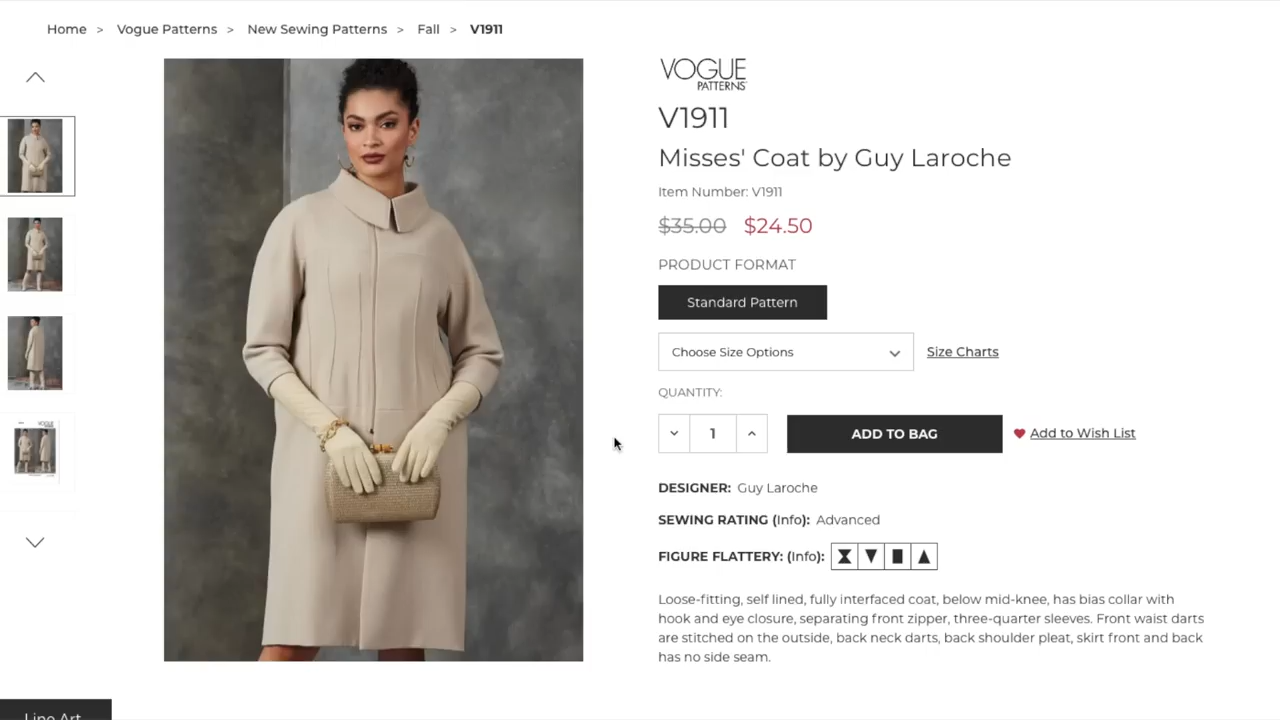 Home > Vogue Patterns > New Sewing Patterns > Fall > V1911
VOGUE
PATTERNS
V1911
Misses' Coat by Guy Laroche
Item Number: V1911
$35.00 $24.50
PRODUCT FORMAT
Standard Pattern
Choose Size Options
Size Charts
QUANTITY:
1
ADD TO BAG
Add to Wish List
DESIGNER: Guy Laroche
SEWING RATING (Info): Advanced
FIGURE FLATTERY: (Info):
Loose-fitting, self lined, fully interfaced coat, below mid-knee, has bias collar with
hook and eye closure, separating front zipper, three-quarter sleeves. Front waist darts
are stitched on the outside, back neck darts, back shoulder pleat, skirt front and back
has no side seam.
Line Art